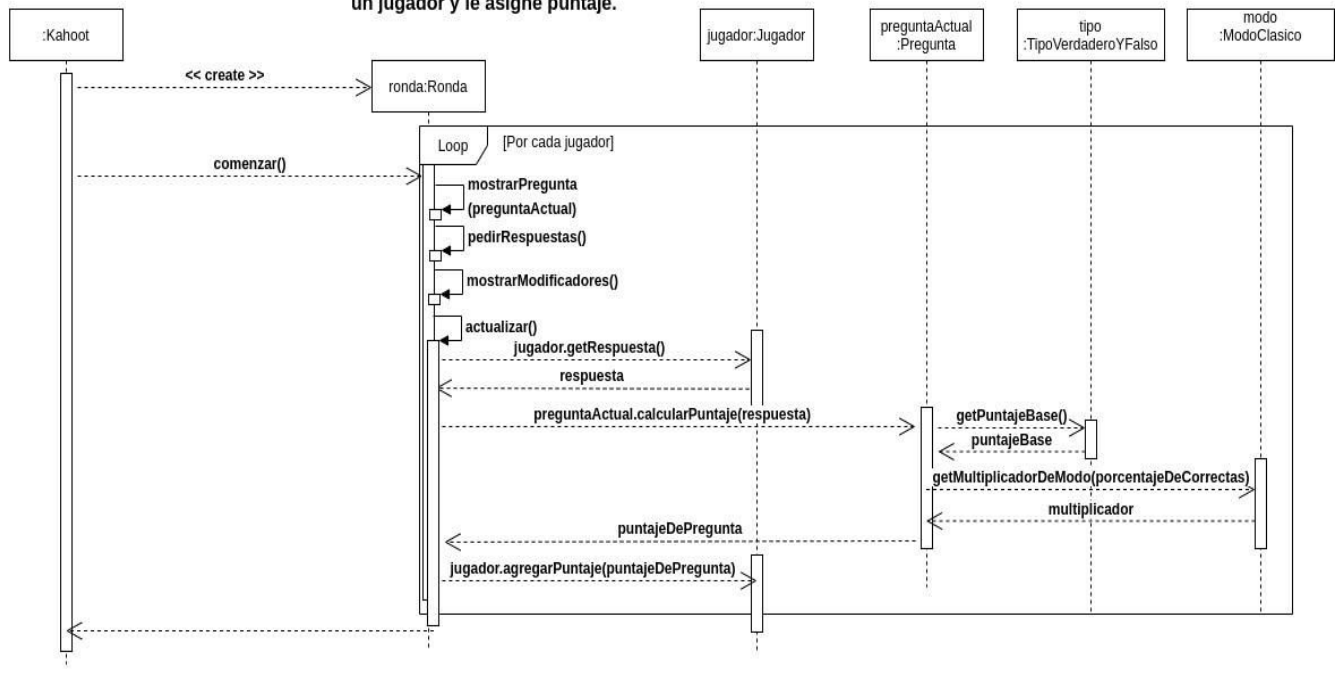 un jugador y le asigne puntaje.
:Kahoot
jugador:Jugador
preguntaActual
:Pregunta
tipo
:TipoVerdaderoYFalso
modo
:ModoClasico
<< create >>
ronda:Ronda
Loop
[Por cada jugador]
comenzar()
mostrarPregunta
(preguntaActual)
pedirRespuestas()
mostrarModificadores()
actualizar()
jugador.getRespuesta()
respuesta
preguntaActual.calcularPuntaje(respuesta)
getPuntajeBase()
puntajeBase
getMultiplicadorDeModo(porcentajeDeCorrectas)
multiplicador
puntajeDePregunta
jugador.agregarPuntaje(puntajeDePregunta)